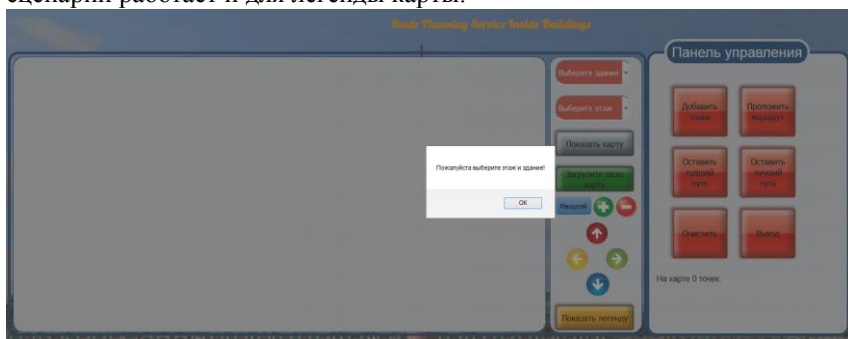 сценарий работает и для легенды карты.
Route Planning Service Inside Buildings
Панель управления
Выберите здание
Выберите этаж
Показать карту
Загрузите свою
карту
Масштаб
Показать легенду
Пожалуйста выберите этаж и здание!
OK
Добавить
точки
Проложить
маршрут
Оставить
худший
путь
Оставить
лучший
путь
Очистить
Выход
На карте 0 точек.